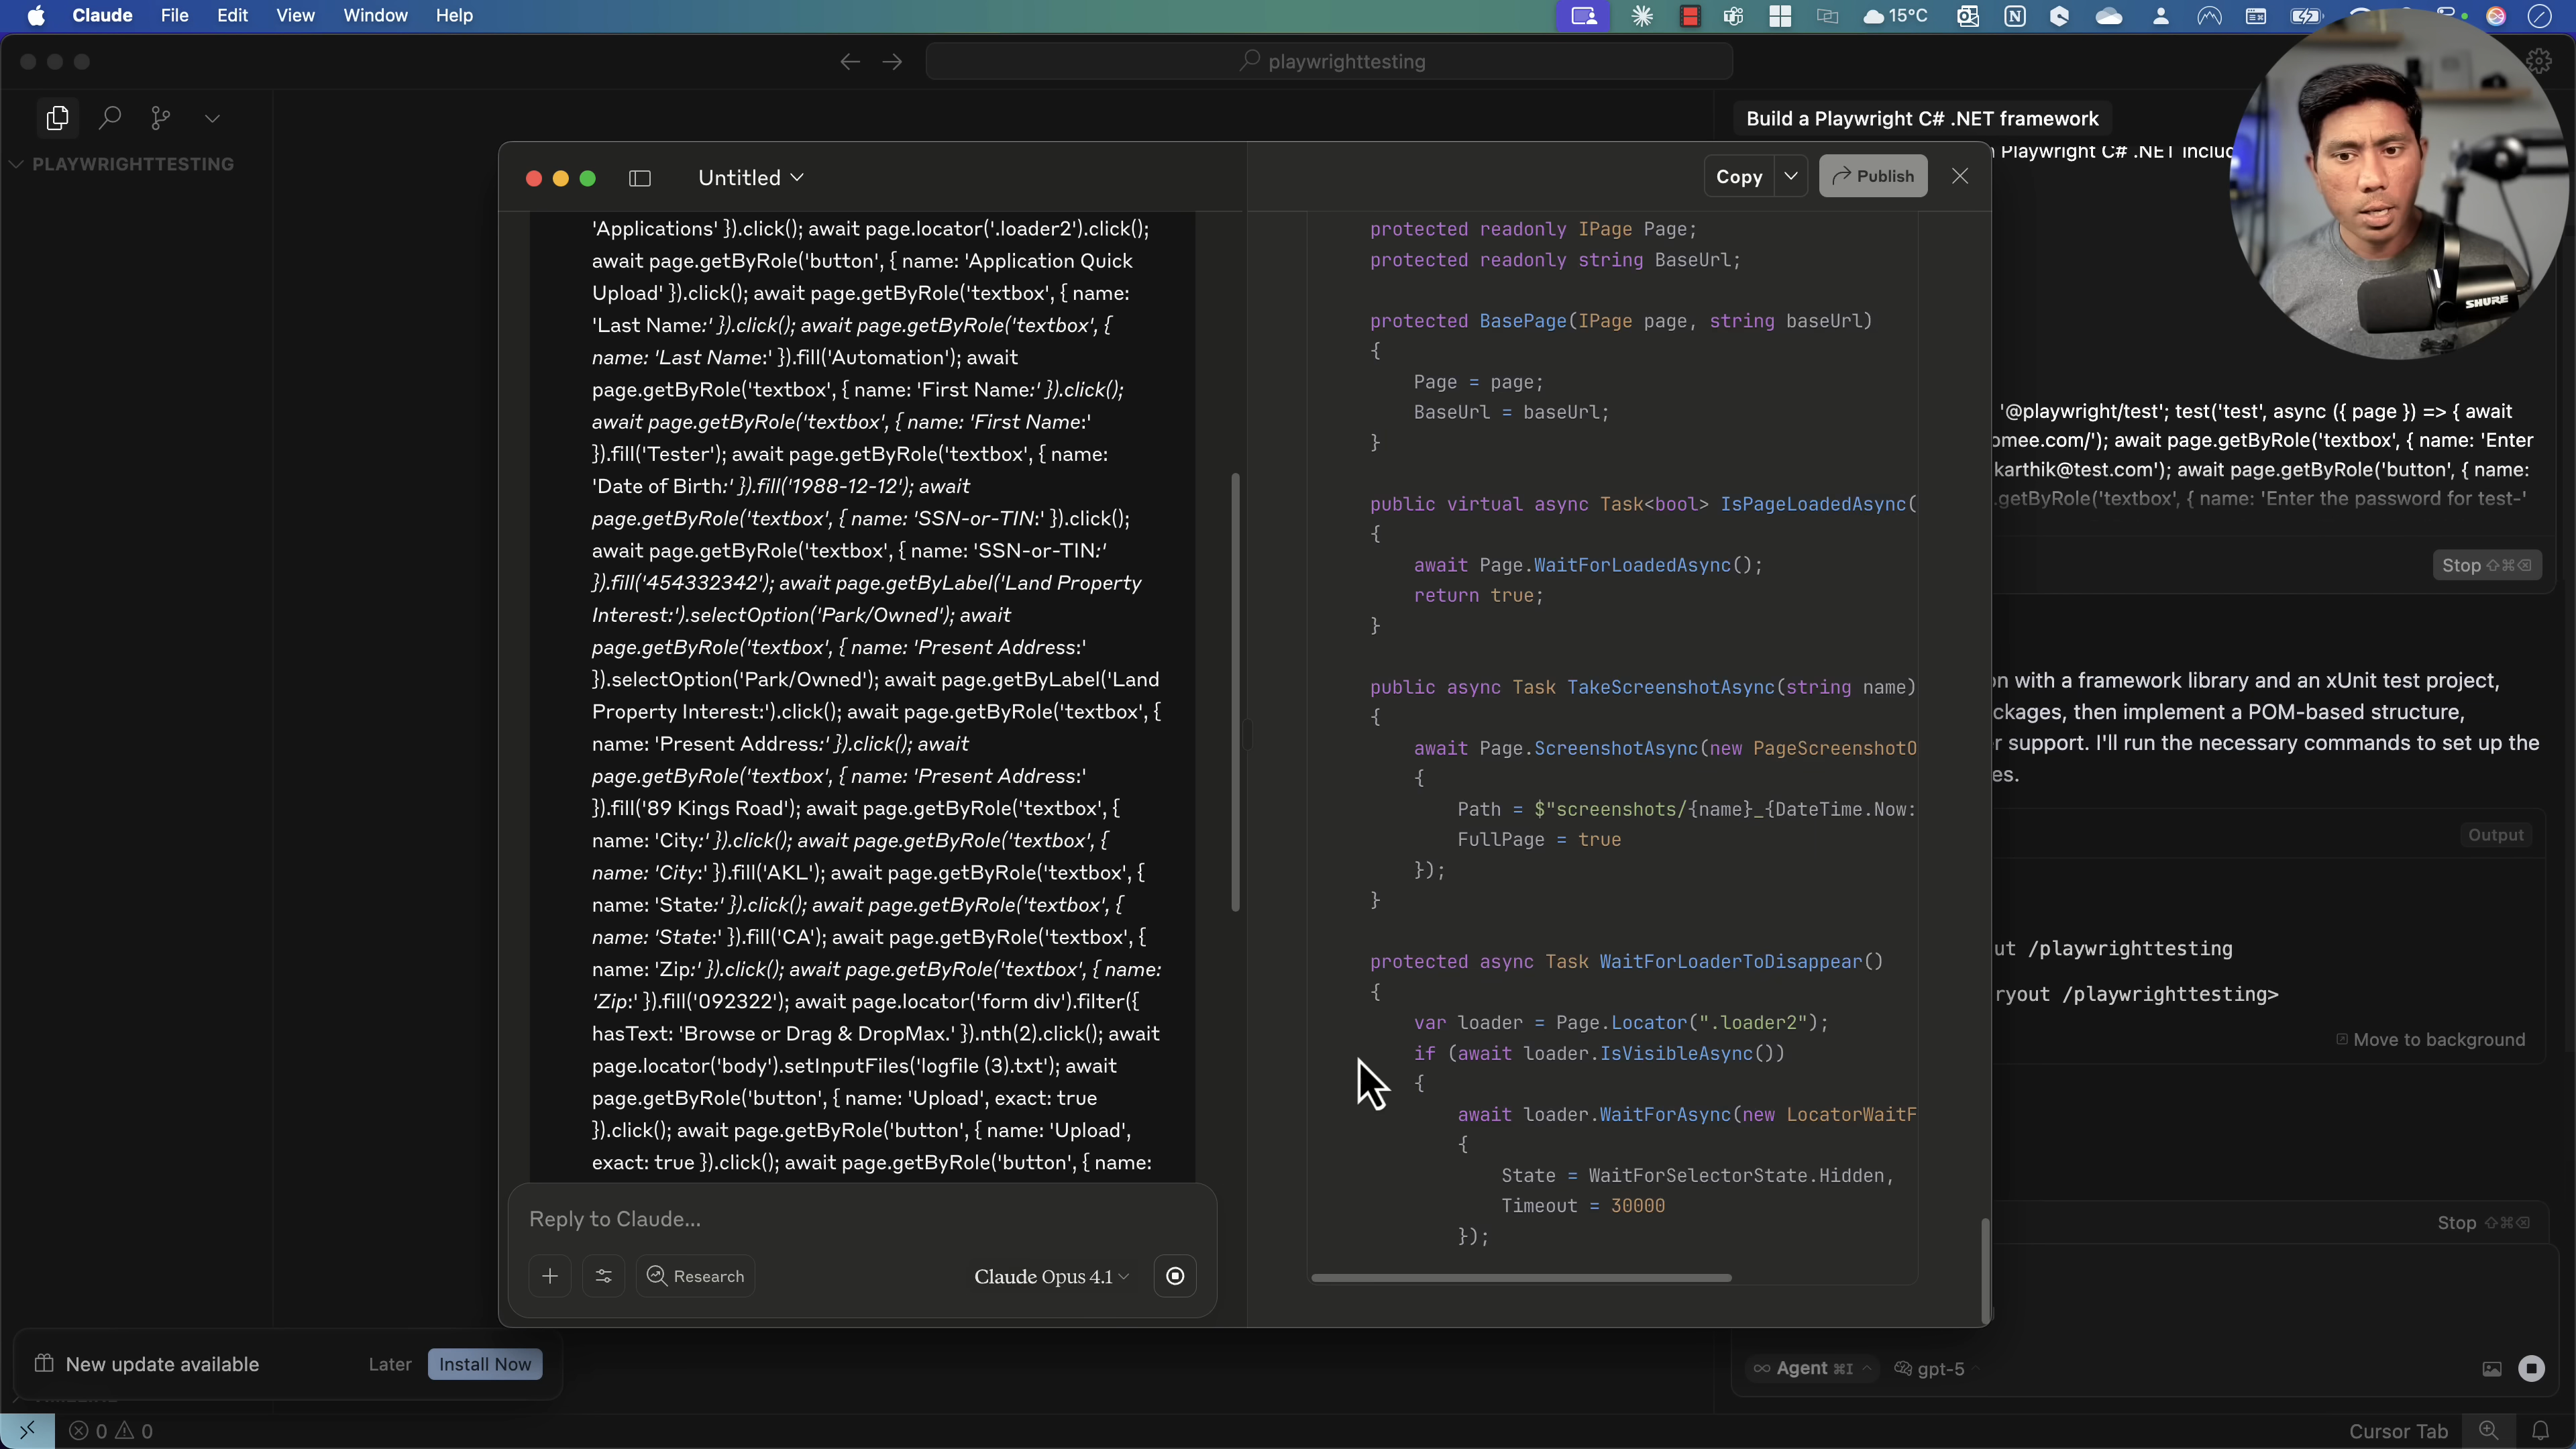 Claude File Edit View Window Help
15°C
playwrighttesting
PLAYWRIGHTTESTING
Build a Playwright C# .NET framework
Playwright C# .NET
Untitled
Copy
Publish
'Applications' }).click(); await page.locator('.loader2').click();
await page.getByRole('button', { name: 'Application Quick
Upload' }).click(); await page.getByRole('textbox', { name:
'Last Name:' }).click(); await page.getByRole('textbox', {
name: 'Last Name:' }).fill('Automation'); await
page.getByRole('textbox', { name: 'First Name:' }).click();
await page.getByRole('textbox', { name: 'First Name:'
}).fill('Tester'); await page.getByRole('textbox', { name:
'Date of Birth:' }).fill('1988-12-12'); await
page.getByRole('textbox', { name: 'SSN-or-TIN:' }).click();
await page.getByRole('textbox', { name: 'SSN-or-TIN:'
}).fill('454332342'); await page.getByLabel('Land Property
Interest:').selectOption('Park/Owned'); await
page.getByRole('textbox', { name: 'Present Address:'
}).selectOption('Park/Owned'); await page.getByLabel('Land
Property Interest:').click(); await page.getByRole('textbox', {
name: 'Present Address:' }).click(); await
page.getByRole('textbox', { name: 'Present Address:'
}).fill('89 Kings Road'); await page.getByRole('textbox', {
name: 'City:' }).click(); await page.getByRole('textbox', {
name: 'City:' }).fill('AKL'); await page.getByRole('textbox', {
name: 'State:' }).click(); await page.getByRole('textbox', {
name: 'State:' }).fill('CA'); await page.getByRole('textbox', {
name: 'Zip:' }).click(); await page.getByRole('textbox', { name:
'Zip:' }).fill('092322'); await page.locator('form div').filter({
hasText: 'Browse or Drag & DropMax.' }).nth(2).click(); await
page.locator('body').setInputFiles('logfile (3).txt'); await
page.getByRole('button', { name: 'Upload', exact: true
}).click(); await page.getByRole('button', { name: 'Upload',
exact: true }).click(); await page.getByRole('button', { name:
Reply to Claude...
Research
Claude Opus 4.1
protected readonly IPage Page;
protected readonly string BaseUrl;
protected BasePage(IPage page, string baseUrl)
{
Page = page;
BaseUrl = baseUrl;
}
public virtual async Task<bool> IsPageLoadedAsync(
{
await Page.WaitForLoadedAsync();
return true;
}
public async Task TakeScreenshotAsync(string name)
{
await Page.ScreenshotAsync(new PageScreenshotO
{
Path = $"screenshots/{name}_{DateTime.Now:
FullPage = true
});
}
protected async Task WaitForLoaderToDisappear()
{
var loader = Page.Locator(".loader2");
if (await loader.IsVisibleAsync())
{
await loader.WaitForAsync(new LocatorWaitF
{
State = WaitForSelectorState.Hidden,
Timeout = 30000
});
'@playwright/test'; test('test', async ({ page }) => { await
omee.com/'); await page.getByRole('textbox', { name: 'Enter
karthik@test.com'); await page.getByRole('button', { name:
.getByRole('textbox', { name: 'Enter the password for test-'
Stop ⇧⌘⌫
on with a framework library and an xUnit test project,
ckages, then implement a POM-based structure,
r support. I'll run the necessary commands to set up the
es.
Output
ut /playwrighttesting
ryout /playwrighttesting>
Move to background
Stop ⇧⌘⌫
Agent ⌘I
gpt-5
New update available
Later
Install Now
0 0
Cursor Tab
SHURE